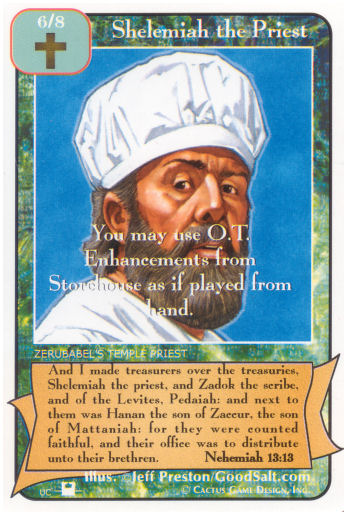 6/8
Shelemiah the Priest
You may use O.T.
Enhancements from
Storehouse as if played from
hand.
ZERUBABEL'S TEMPLE PRIEST
And I made treasurers over the treasuries,
Shelemiah the priest, and Zadok the scribe,
and of the Levites, Pedaiah: and next to
them was Hanan the son of Zaccur, the son
of Mattaniah: for they were counted
faithful, and their office was to distribute
unto their brethren. Nehemiah 13:13
Illus. ©Jeff Preston/GoodSalt.com
UC © CACTUS GAME DESIGN, INC.